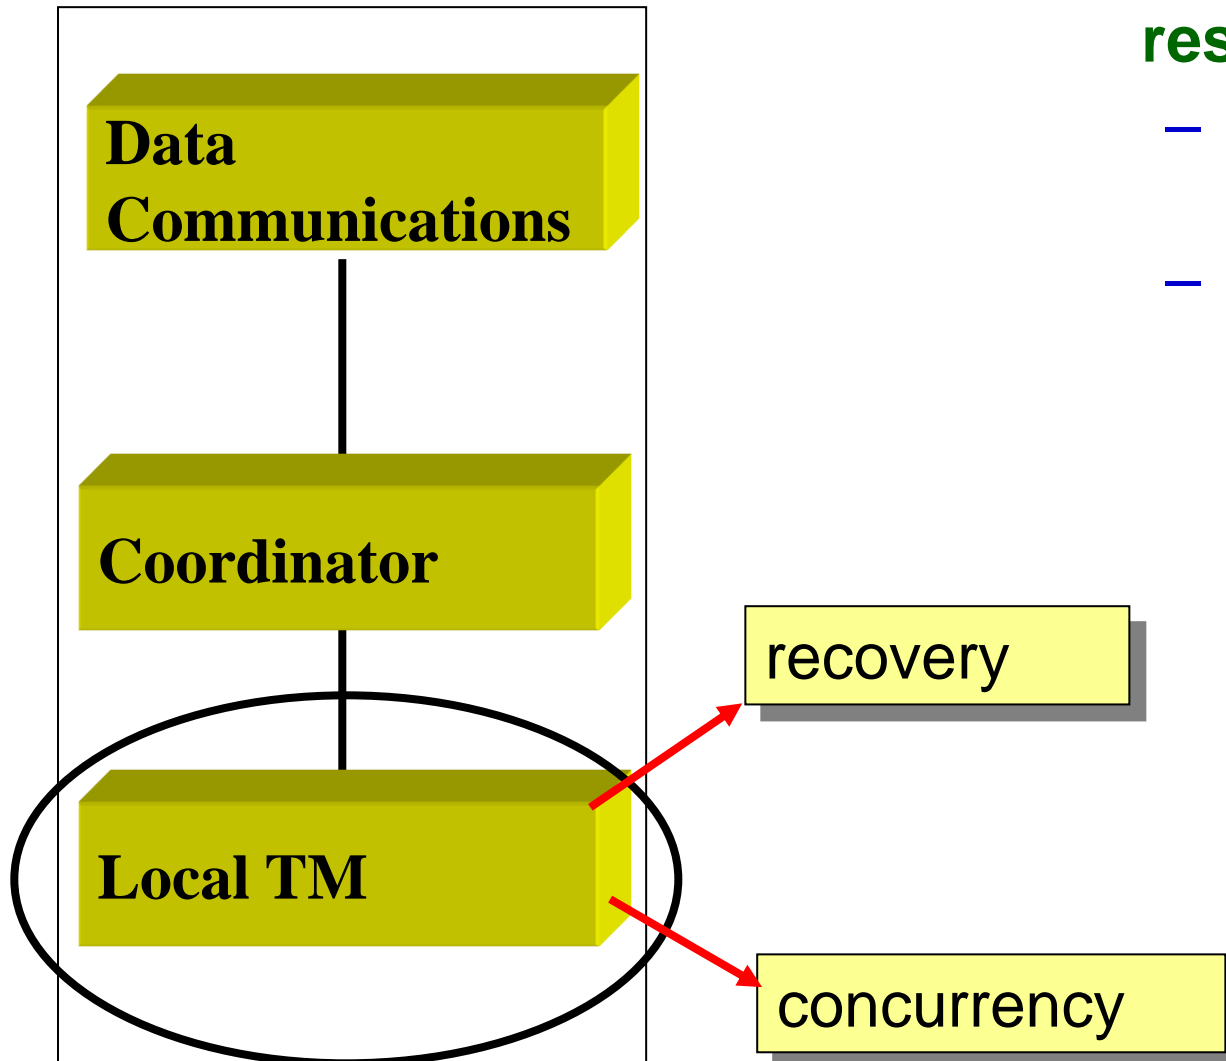 res
Data
Communications
Coordinator
recovery
Local TM
concurrency